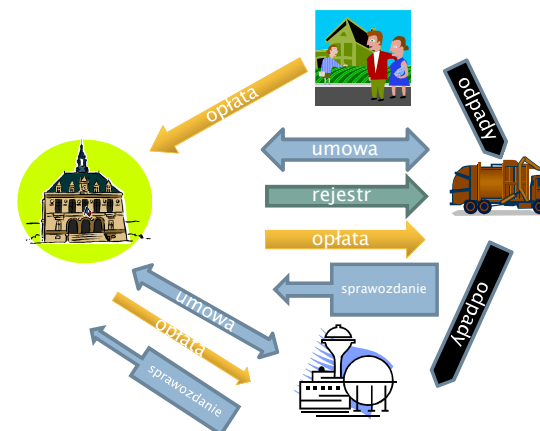 opłata
odpady
umowa
rejestr
opłata
sprawozdanie
umowa
opłata
sprawozdanie
odpady